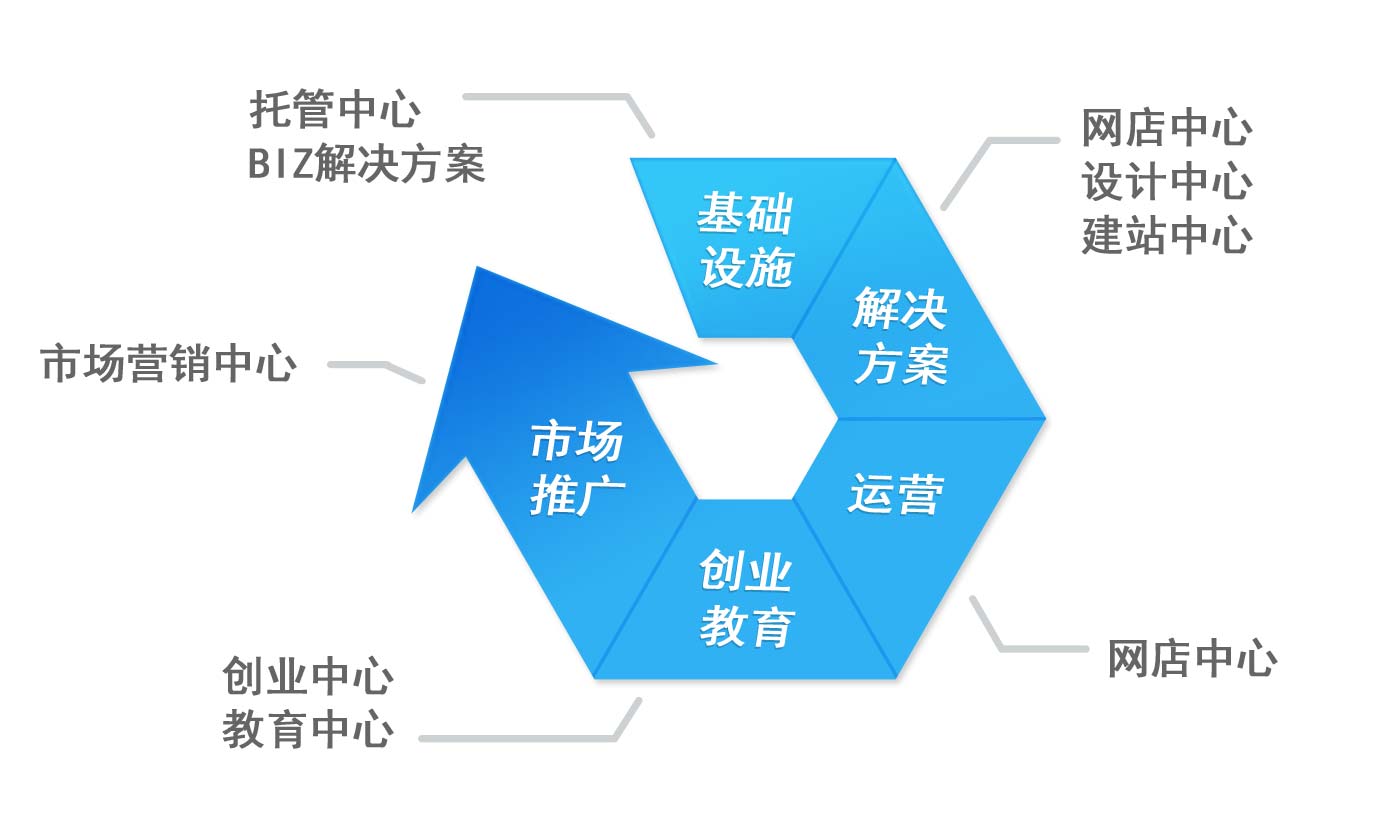 托管中心
BIZ解决方案
网店中心
设计中心
建站中心
基础
设施
解决
方案
市场营销中心
市场
推广
运营
创业
教育
网店中心
创业中心
教育中心